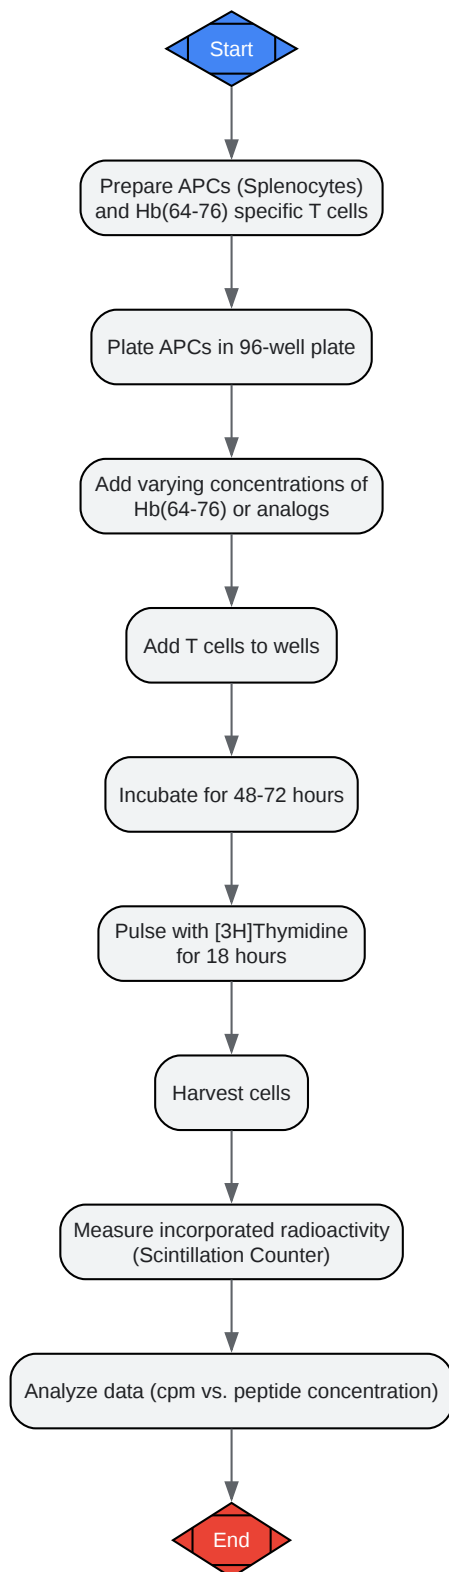 Start
Prepare APCs (Splenocytes)
and Hb(64-76) specific T cells
Plate APCs in 96-well plate
Add varying concentrations of
Hb(64-76) or analogs
Add T cells to wells
Incubate for 48-72 hours
Pulse with [3H]Thymidine
for 18 hours
Harvest cells
Measure incorporated radioactivity
(Scintillation Counter)
Analyze data (cpm vs. peptide concentration)
End